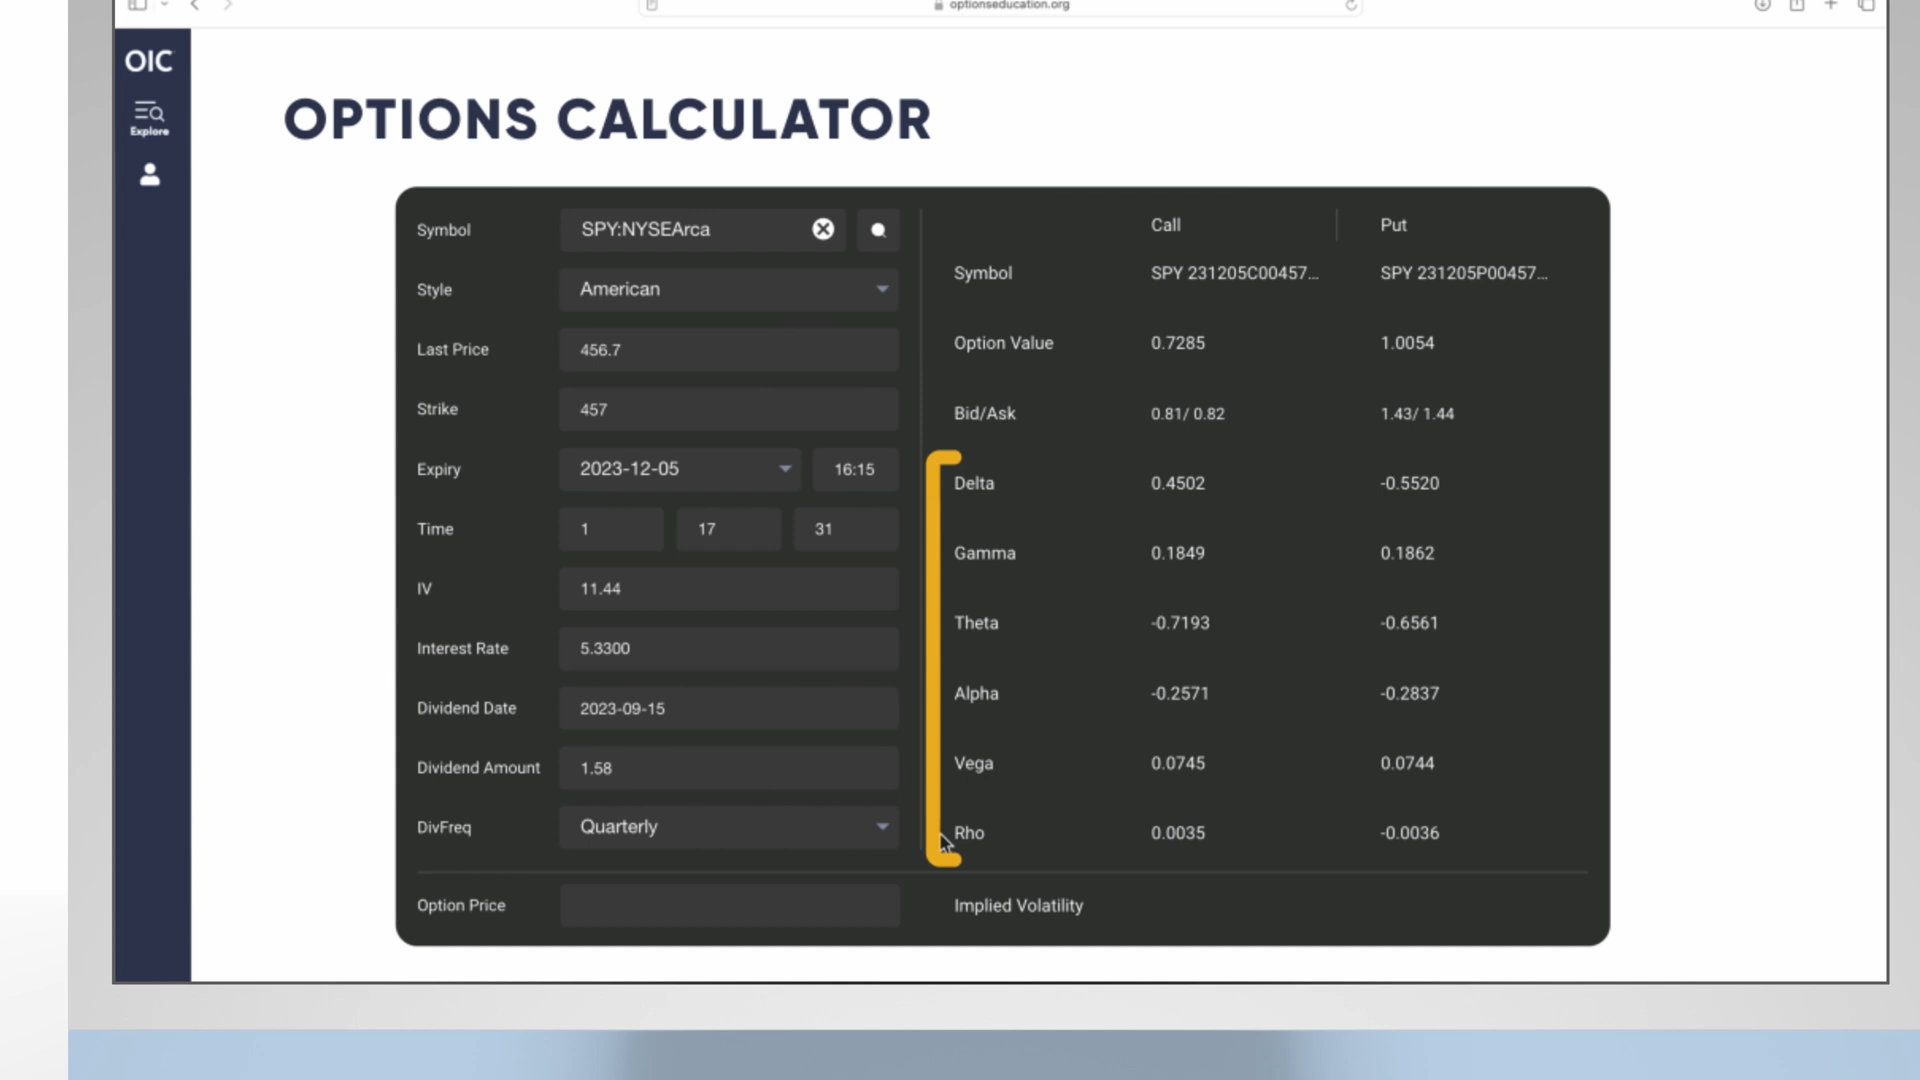 optionseducation.org
OIC
Explore
OPTIONS CALCULATOR
Symbol SPY:NYSEArca
Style American
Last Price 456.7
Strike 457
Expiry 2023-12-05 16:15
Time 1 17 31
IV 11.44
Interest Rate 5.3300
Dividend Date 2023-09-15
Dividend Amount 1.58
DivFreq Quarterly
Option Price
Call Put
Symbol SPY 231205C00457... SPY 231205P00457...
Option Value 0.7285 1.0054
Bid/Ask 0.81/ 0.82 1.43/ 1.44
Delta 0.4502 -0.5520
Gamma 0.1849 0.1862
Theta -0.7193 -0.6561
Alpha -0.2571 -0.2837
Vega 0.0745 0.0744
Rho 0.0035 -0.0036
Implied Volatility